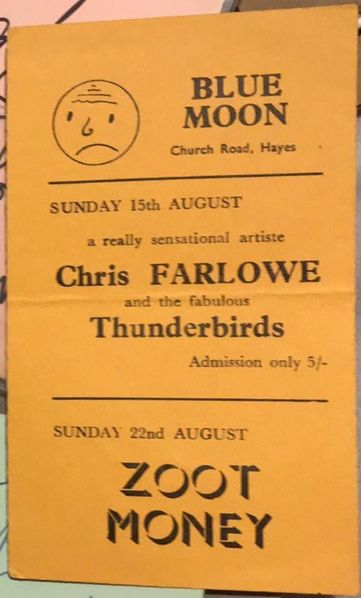 BLUE
MOON
Church Road, Hayes
SUNDAY 15th AUGUST
a really sensational artiste
Chris FARLOWE
and the fabulous
Thunderbirds
Admission only 5/-
SUNDAY 22nd AUGUST
ZOOT
MONEY